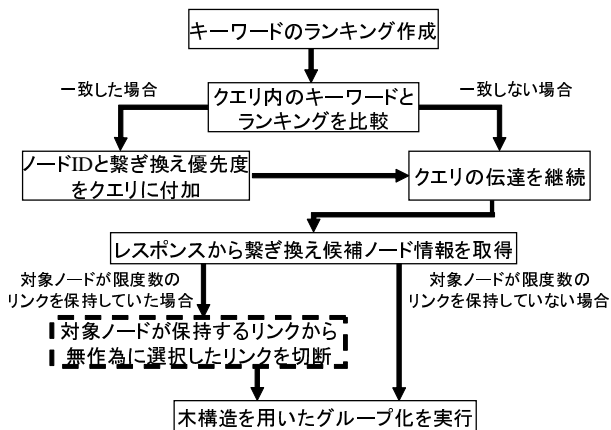 キーワードのランキング作成
一致した場合
一致しない場合
クエリ内のキーワードと
ランキングを比較
ノードIDと繋ぎ換え優先度
をクエリに付加
クエリの伝達を継続
レスポンスから繋ぎ換え候補ノード情報を取得
対象ノードが限度数の
リンクを保持していた場合
対象ノードが限度数の
リンクを保持していない場合
対象ノードが保持するリンクから
無作為に選択したリンクを切断
木構造を用いたグループ化を実行